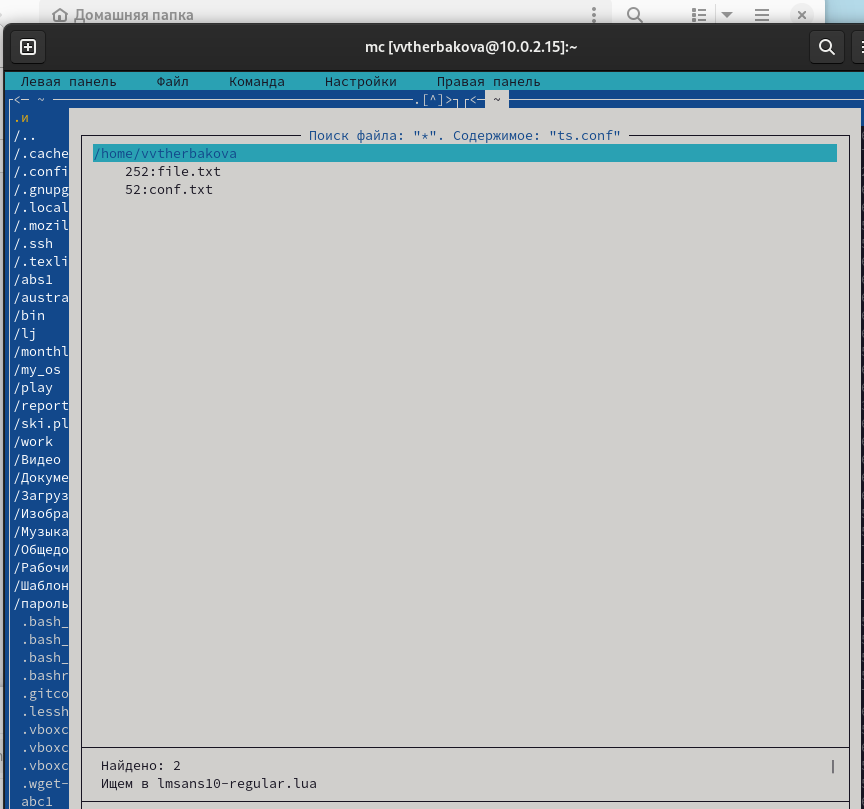 Домашняя папка
mc [vvtherbakova@10.0.2.15]:~
Левая панель Файл Команда Настройки Правая панель
<— ~ .[^]> <— ~
.и
/..
/.cache
/.confi
/.gnupg
/.local
/.mozil
/.ssh
/.texli
/abs1
/austra
/bin
/lj
/monthl
/my_os
/play
/report
/ski.pl
/work
/Видео
/Докуме
/Загруз
/Изобра
/Музыка
/Общедо
/Рабочи
/Шаблон
/пароль
.bash_
.bash_
.bash_
.bashr
.gitco
.lessh
.vboxc
.vboxc
.vboxc
.wget-
abc1
Поиск файла: "*". Содержимое: "ts.conf"
/home/vvtherbakova
252:file.txt
52:conf.txt
Найдено: 2 |
Ищем в lmsans10-regular.lua